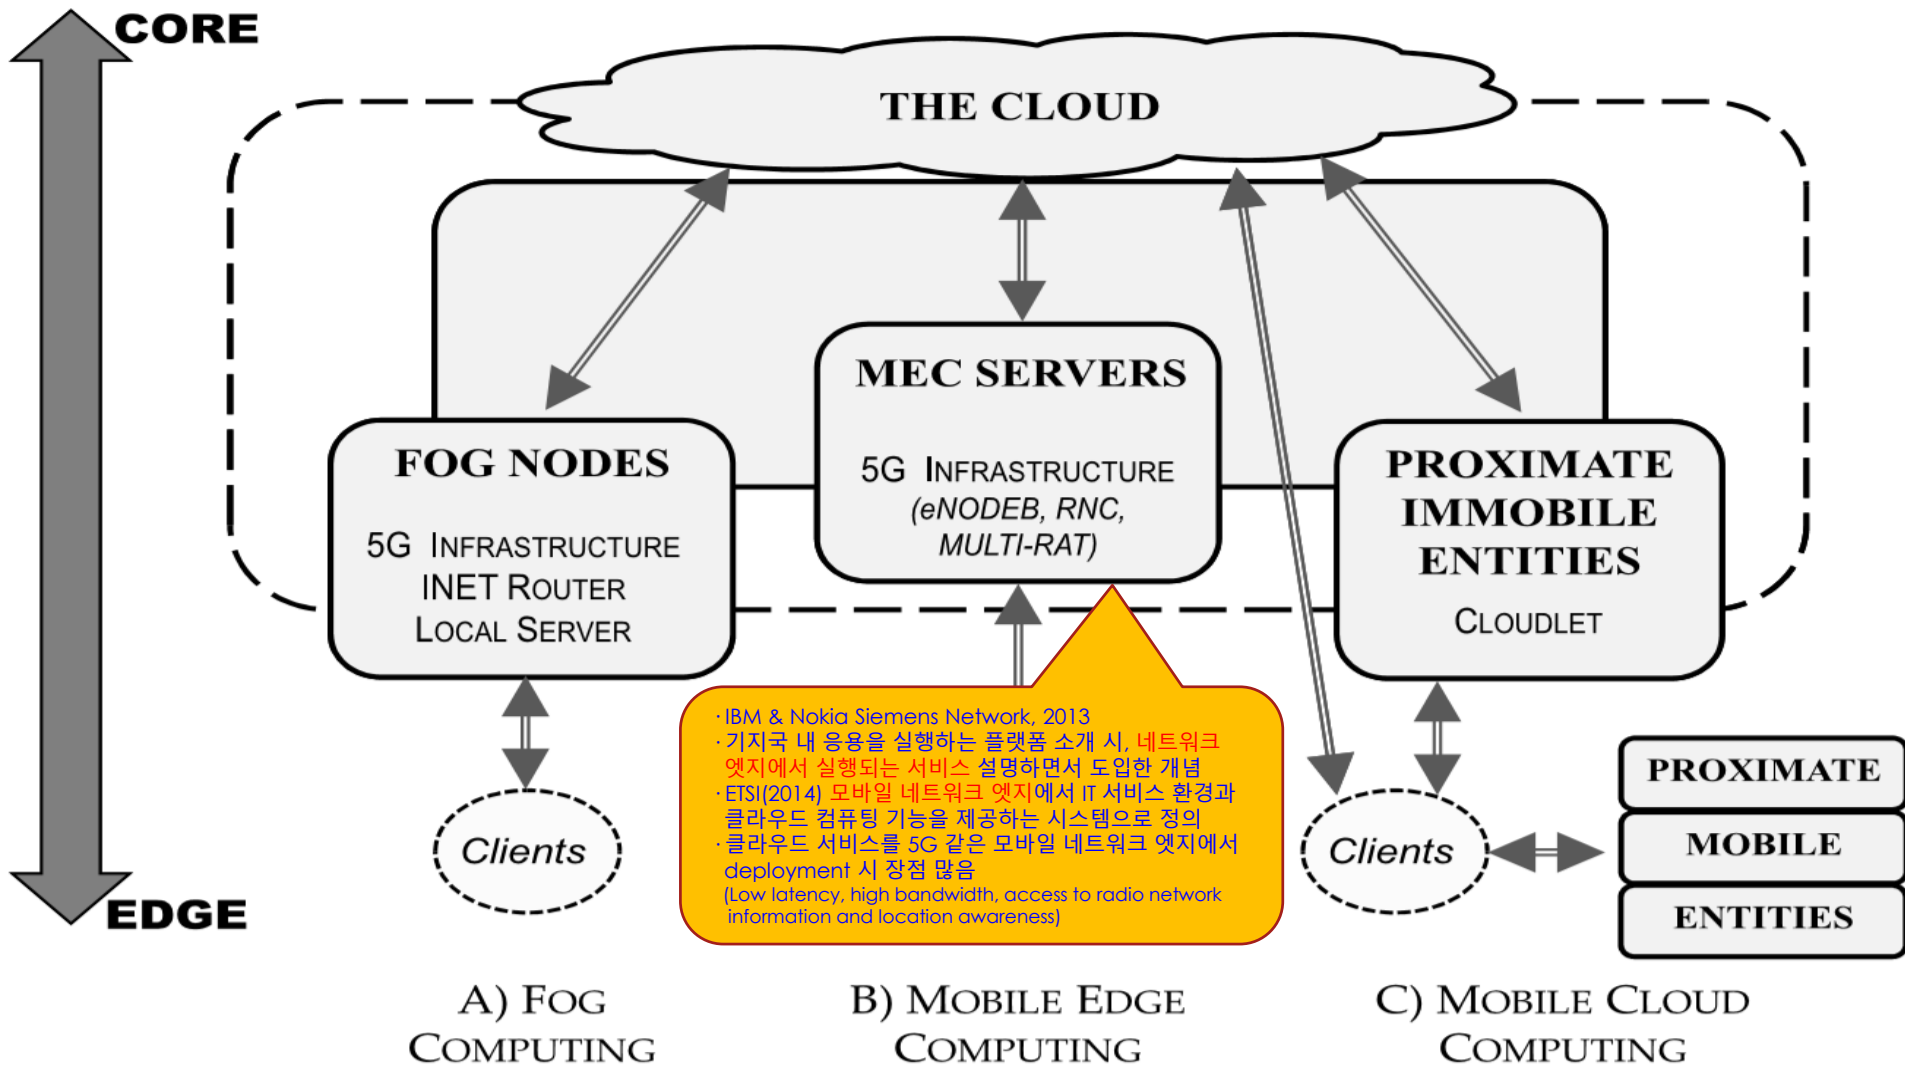 CORE
THE CLOUD
MEC SERVERS
5G INFRASTRUCTURE
(eNODEB, RNC,
MULTI-RAT)
FOG NODES
5G INFRASTRUCTURE
INET ROUTER
LOCAL SERVER
PROXIMATE
IMMOBILE
ENTITIES
CLOUDLET
· IBM & Nokia Siemens Network, 2013
· 기지국 내 응용을 실행하는 플랫폼 소개 시, 네트워크
엣지에서 실행되는 서비스 설명하면서 도입한 개념
· ETSI(2014) 모바일 네트워크 엣지에서 IT 서비스 환경과
클라우드 컴퓨팅 기능을 제공하는 시스템으로 정의
· 클라우드 서비스를 5G 같은 모바일 네트워크 엣지에서
deployment 시 장점 많음
(Low latency, high bandwidth, access to radio network
information and location awareness)
Clients
Clients
PROXIMATE
MOBILE
ENTITIES
EDGE
A) FOG
COMPUTING
B) MOBILE EDGE
COMPUTING
C) MOBILE CLOUD
COMPUTING